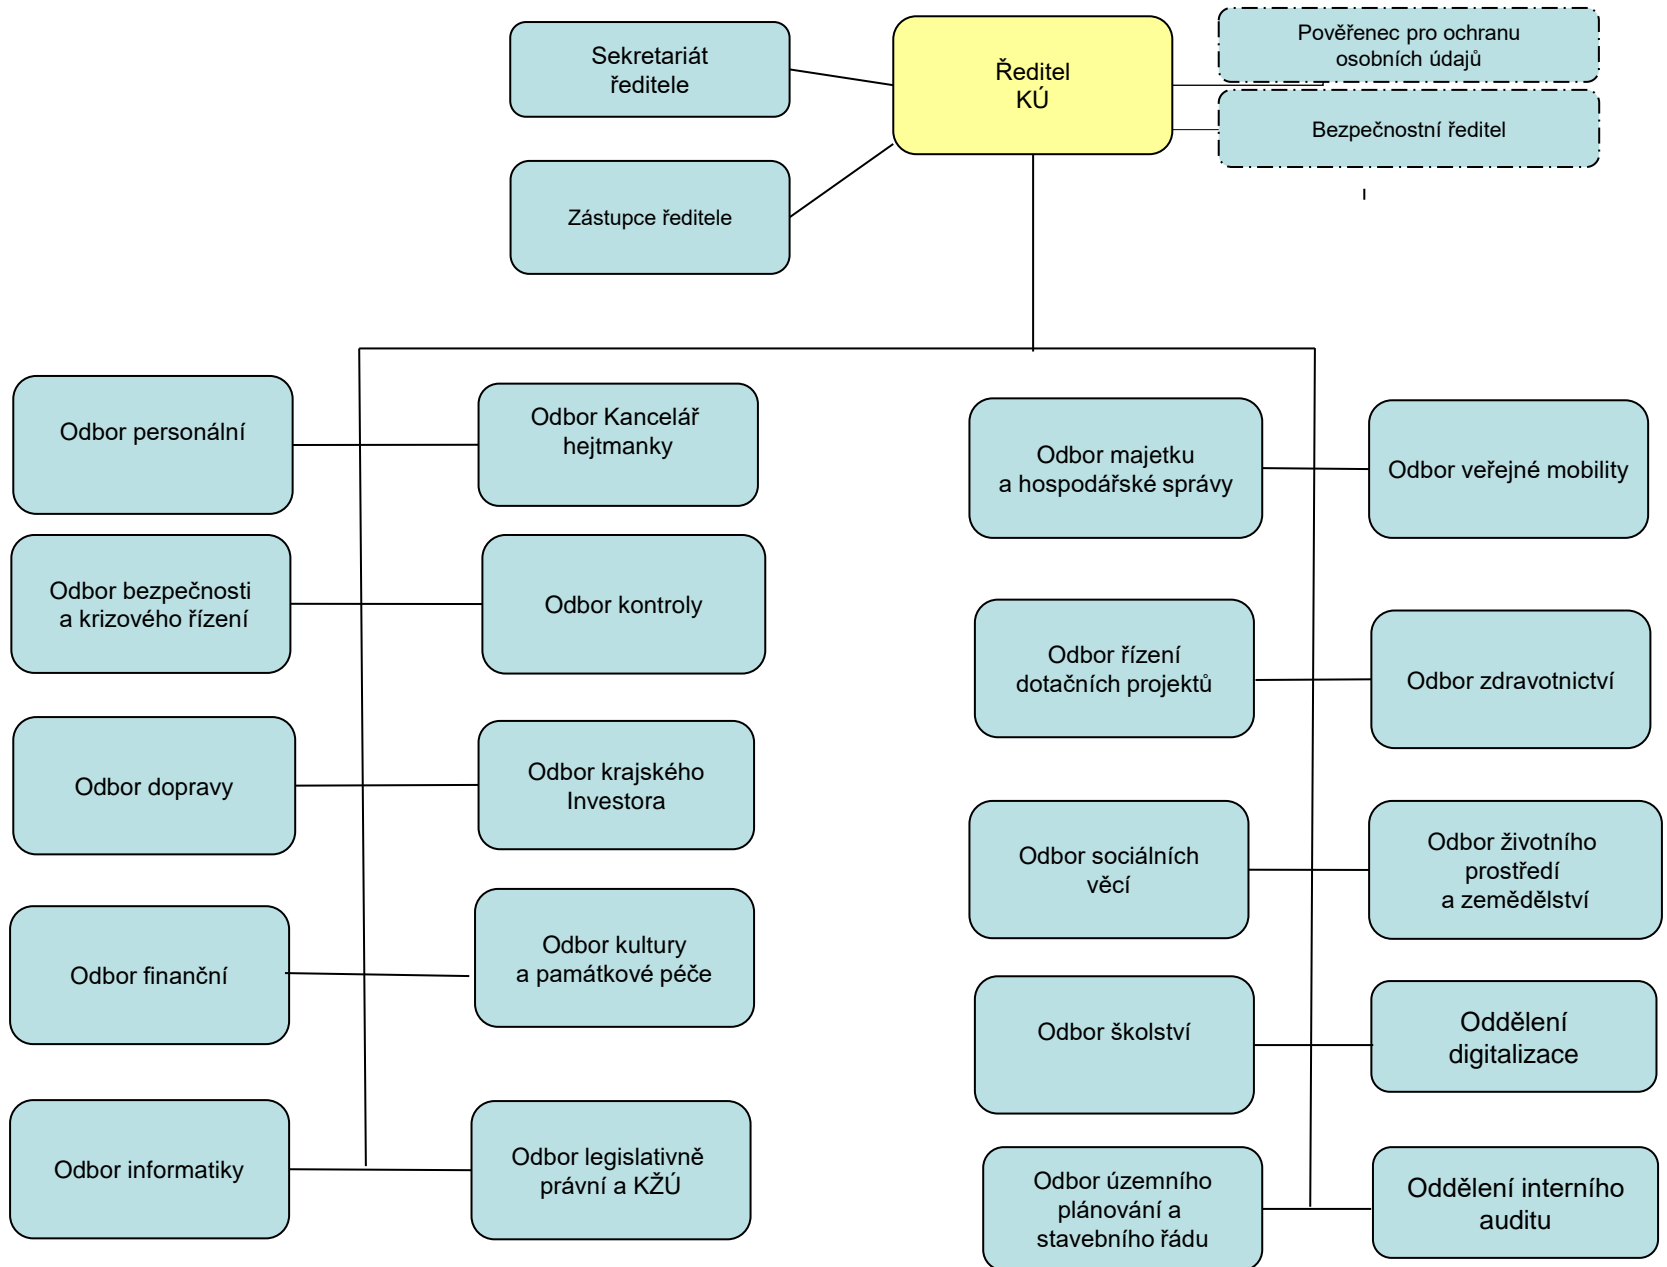 Sekretariát
ředitele
Ředitel
KÚ
Pověřenec pro ochranu
osobních údajů
Bezpečnostní ředitel
Zástupce ředitele
Odbor personální
Odbor Kancelář
hejtmanky
Odbor majetku
a hospodářské správy
Odbor veřejné mobility
Odbor bezpečnosti
a krizového řízení
Odbor kontroly
Odbor řízení
dotačních projektů
Odbor zdravotnictví
Odbor dopravy
Odbor krajského
Investora
Odbor sociálních
věcí
Odbor životního
prostředí
a zemědělství
Odbor finanční
Odbor kultury
a památkové péče
Odbor školství
Oddělení
digitalizace
Odbor informatiky
Odbor legislativně
právní a KŽÚ
Odbor územního
plánování a
stavebního řádu
Oddělení interního
auditu